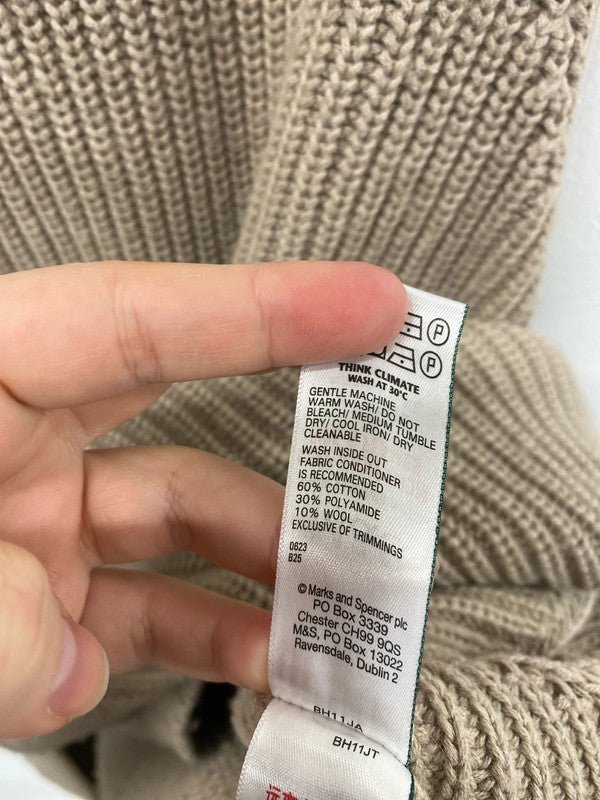 P
P
THINK CLIMATE
WASH AT 30°C
GENTLE MACHINE
WARM WASH/ DO NOT
BLEACH/ MEDIUM TUMBLE
DRY/ COOL IRON/ DRY
CLEANABLE
WASH INSIDE OUT
FABRIC CONDITIONER
IS RECOMMENDED
60% COTTON
30% POLYAMIDE
10% WOOL
EXCLUSIVE OF TRIMMINGS
0623
B25
© Marks and Spencer plc
PO Box 3339
Chester CH99 9QS
M&S, PO Box 13022
Ravensdale, Dublin 2
BH11JA
BH11JT